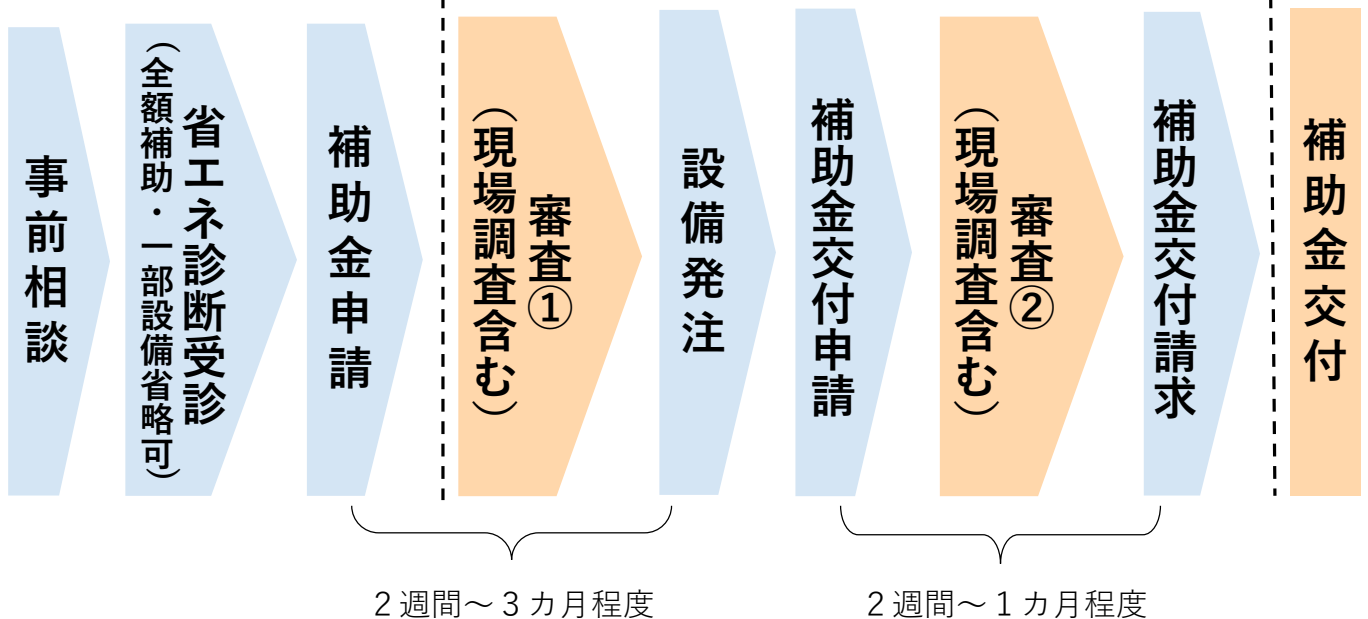 事前相談
省エネ診断受診
（全額補助・一部設備省略可）
補助金申請
審査①
（現場調査含む）
設備発注
補助金交付申請
審査②
（現場調査含む）
補助金交付請求
補助金交付
2週間～3カ月程度
2週間～1カ月程度